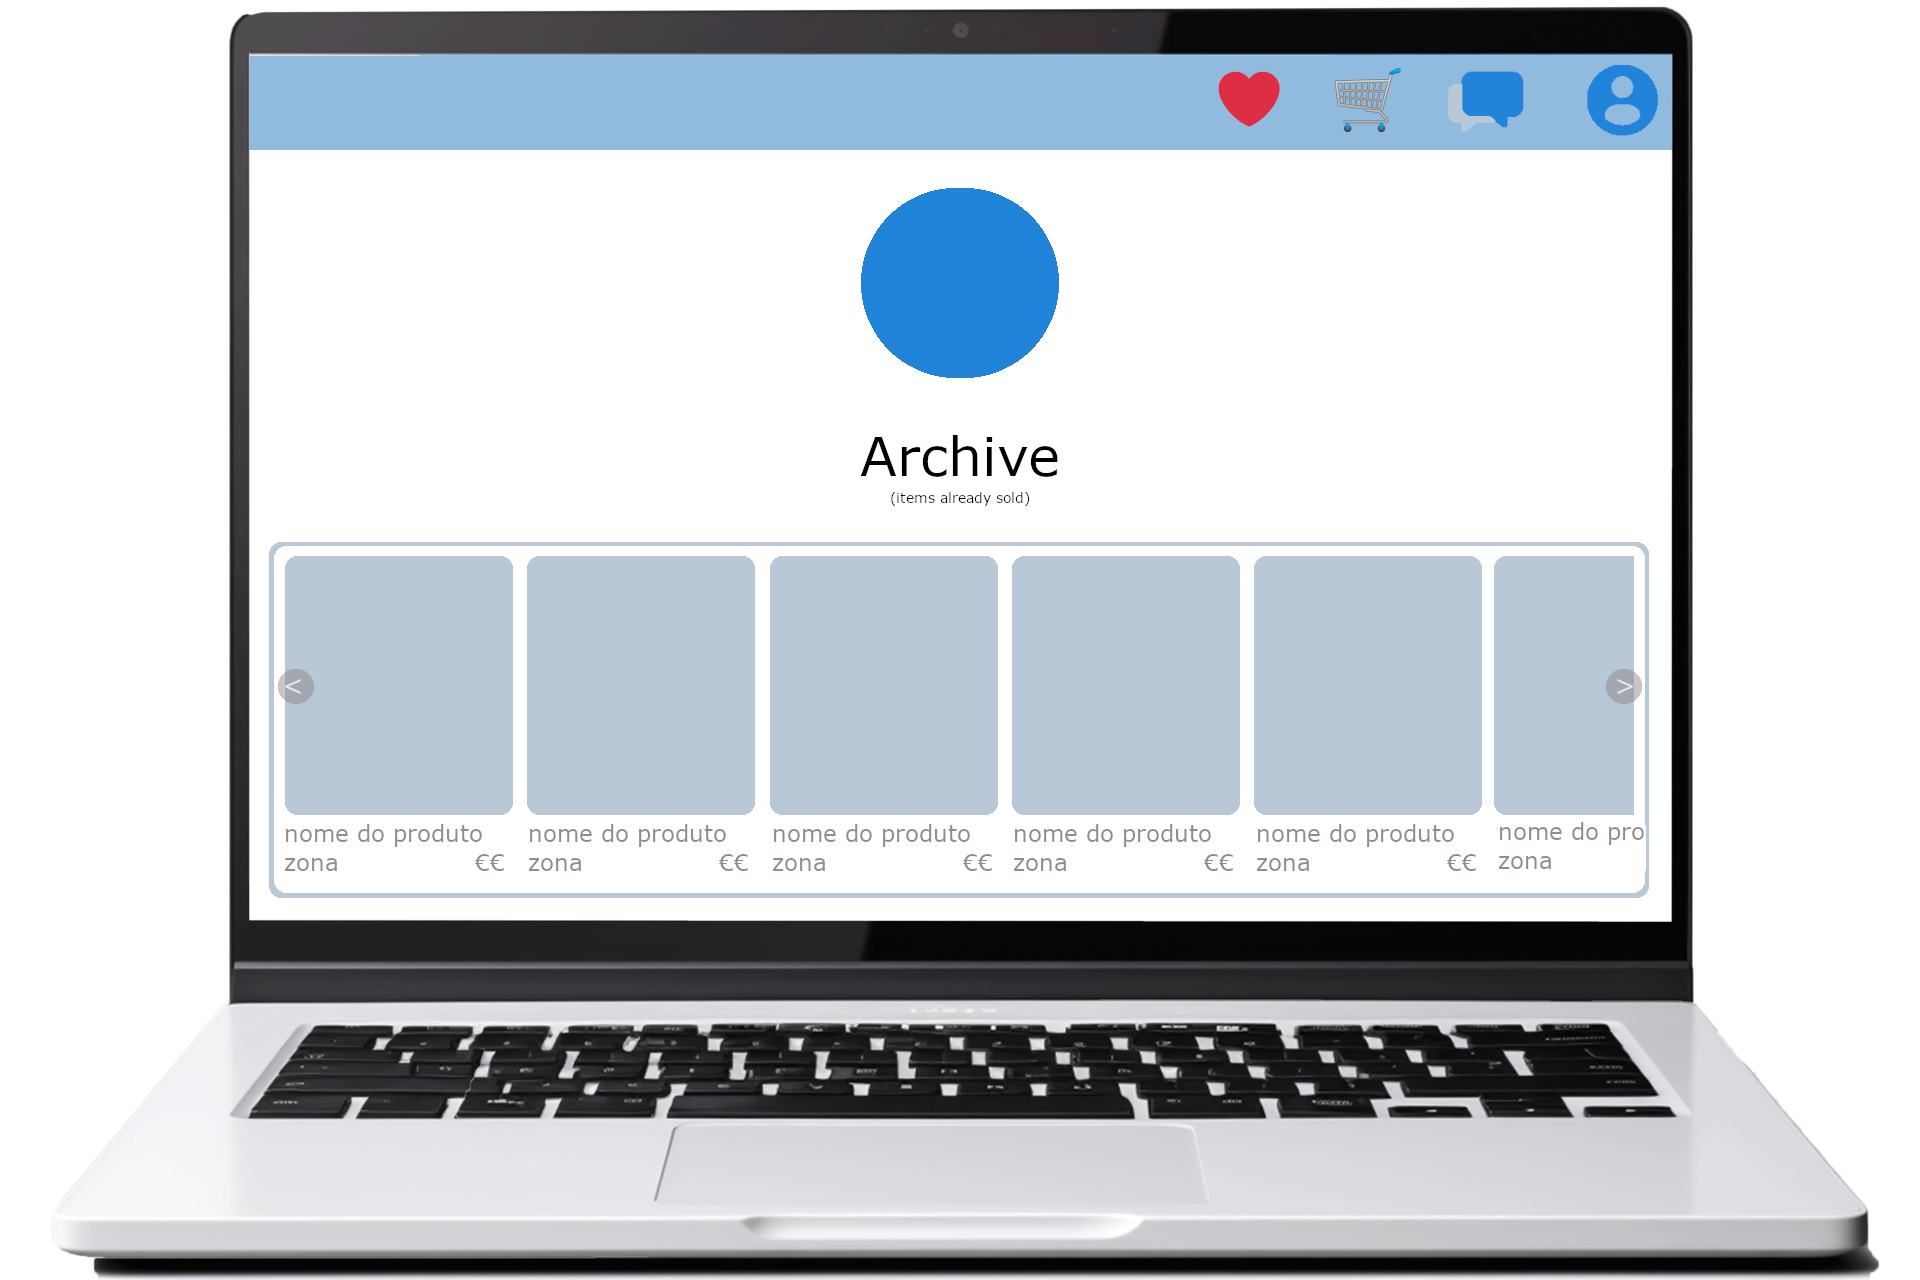 Archive
(items already sold)
<
>
nome do produto
zona €€
nome do produto
zona €€
nome do produto
zona €€
nome do produto
zona €€
nome do produto
zona €€
nome do pro
zona